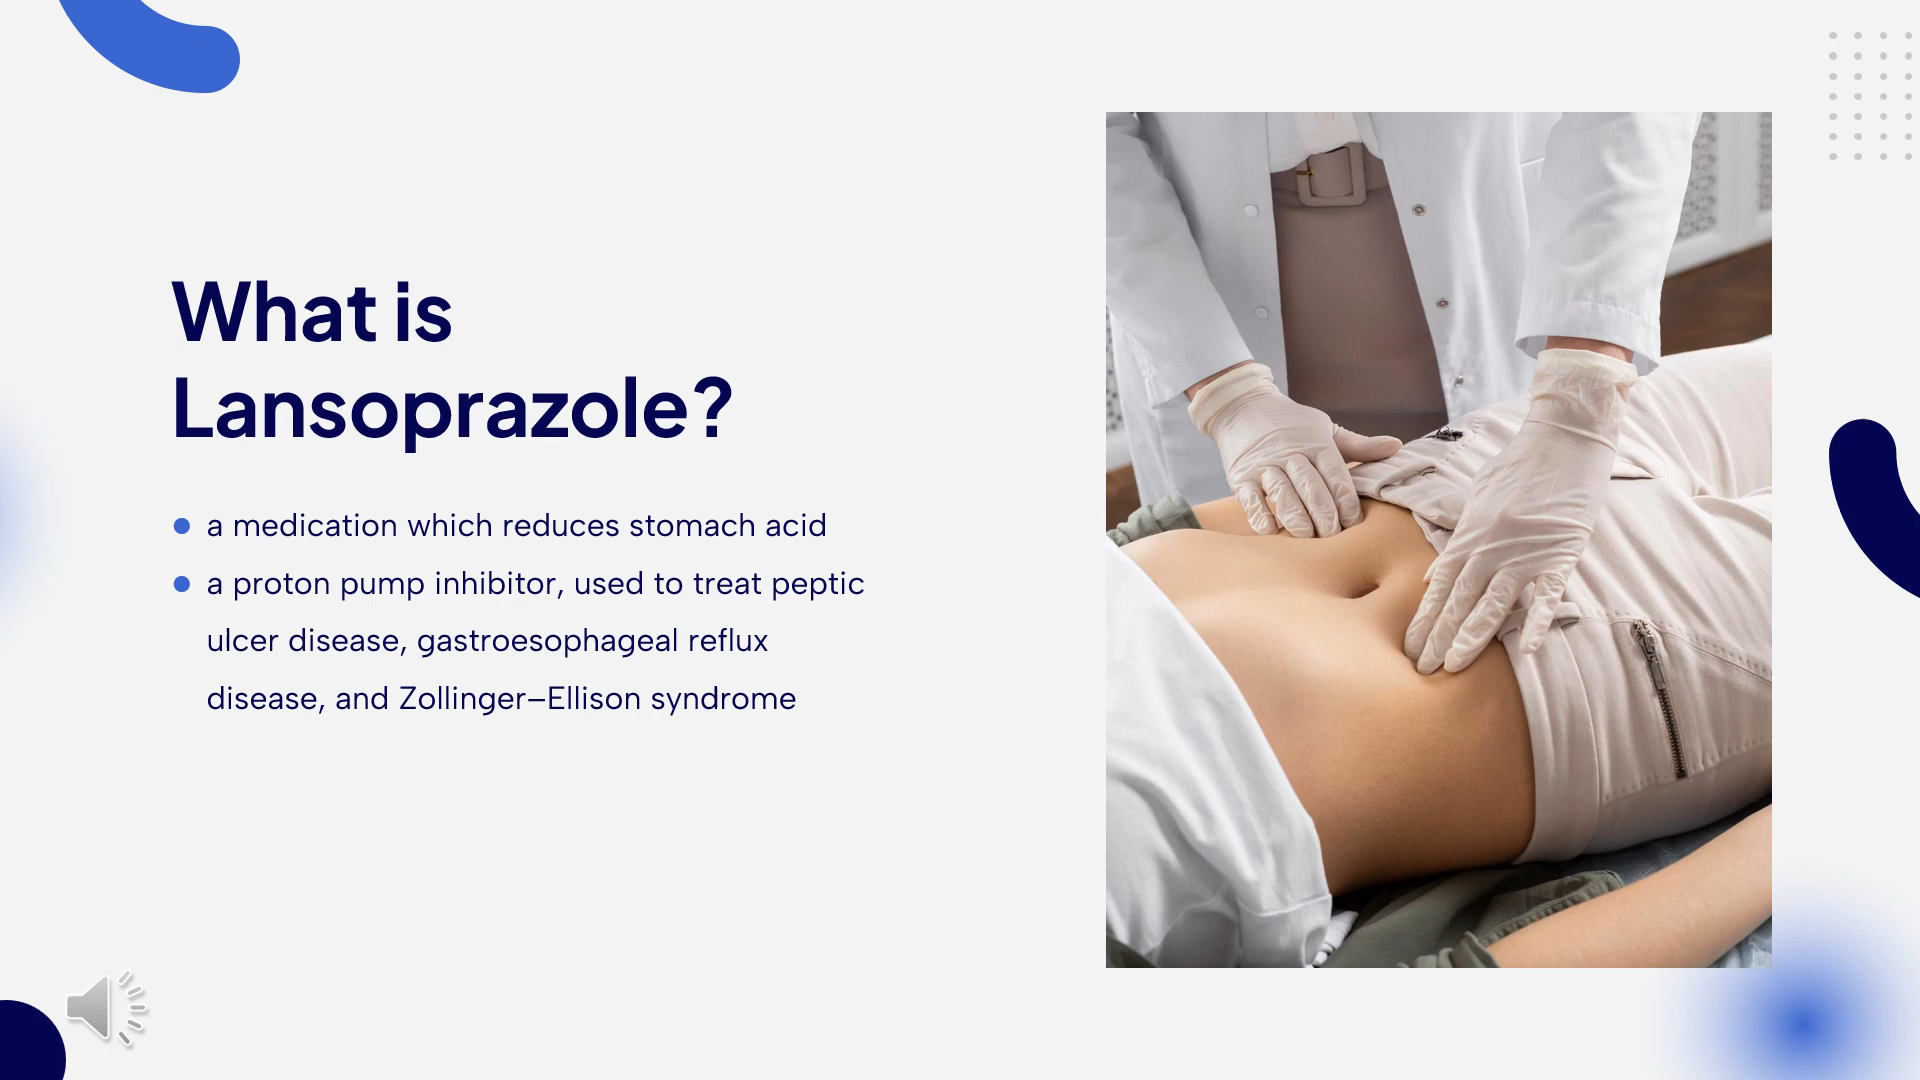 What is
Lansoprazole?
a medication which reduces stomach acid
a proton pump inhibitor, used to treat peptic
ulcer disease, gastroesophageal reflux
disease, and Zollinger–Ellison syndrome